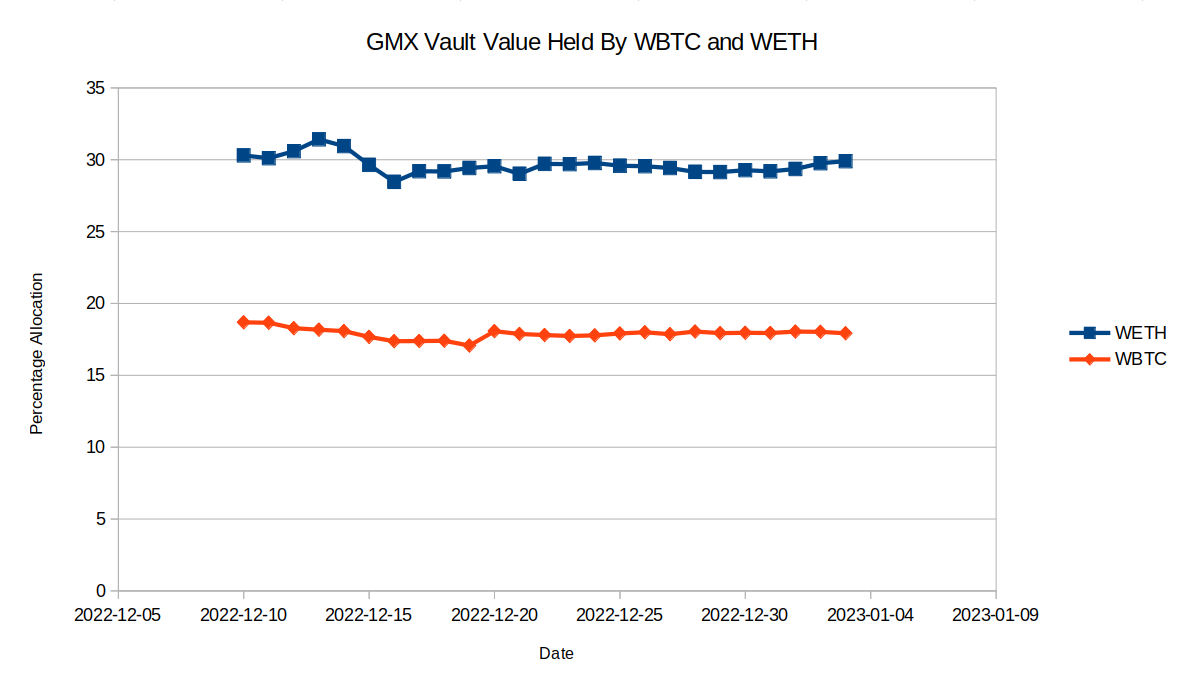 GMX Vault Value Held By WBTC and WETH
35
30
25
20
15
10
5
0
Percentage Allocation
2022-12-05 2022-12-10 2022-12-15 2022-12-20 2022-12-25 2022-12-30 2023-01-04 2023-01-09
Date
WETH
WBTC